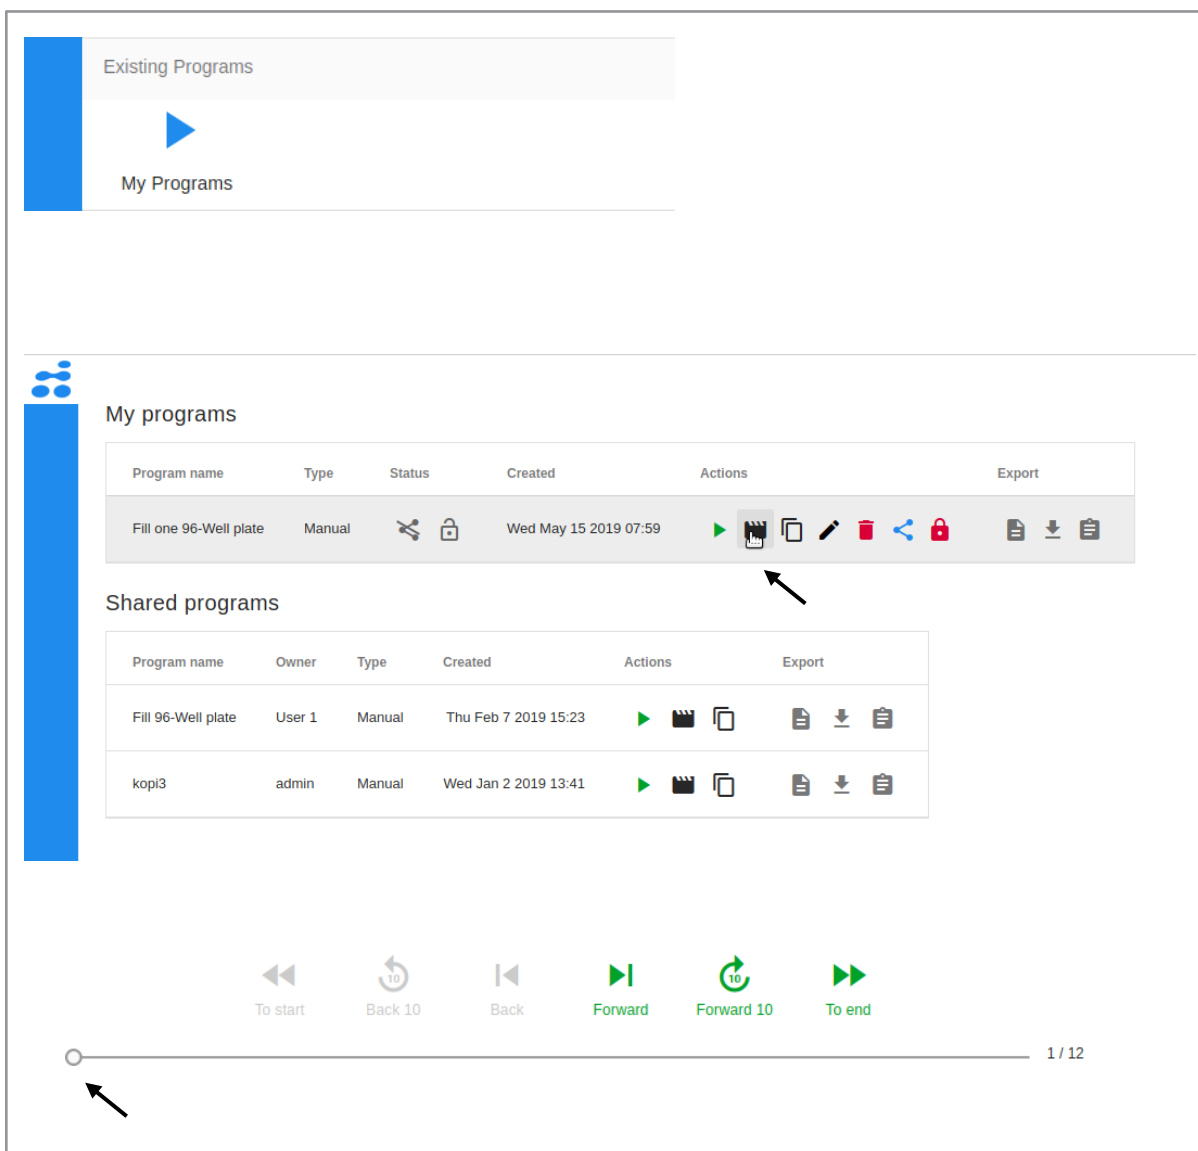 Existing Programs
My Programs
My programs
Program name Type Status Created Actions Export
Fill one 96-Well plate Manual Wed May 15 2019 07:59
Shared programs
Program name Owner Type Created Actions Export
Fill 96-Well plate User 1 Manual Thu Feb 7 2019 15:23
kopi3 admin Manual Wed Jan 2 2019 13:41
10 10
To start Back 10 Back Forward Forward 10 To end
1 / 12